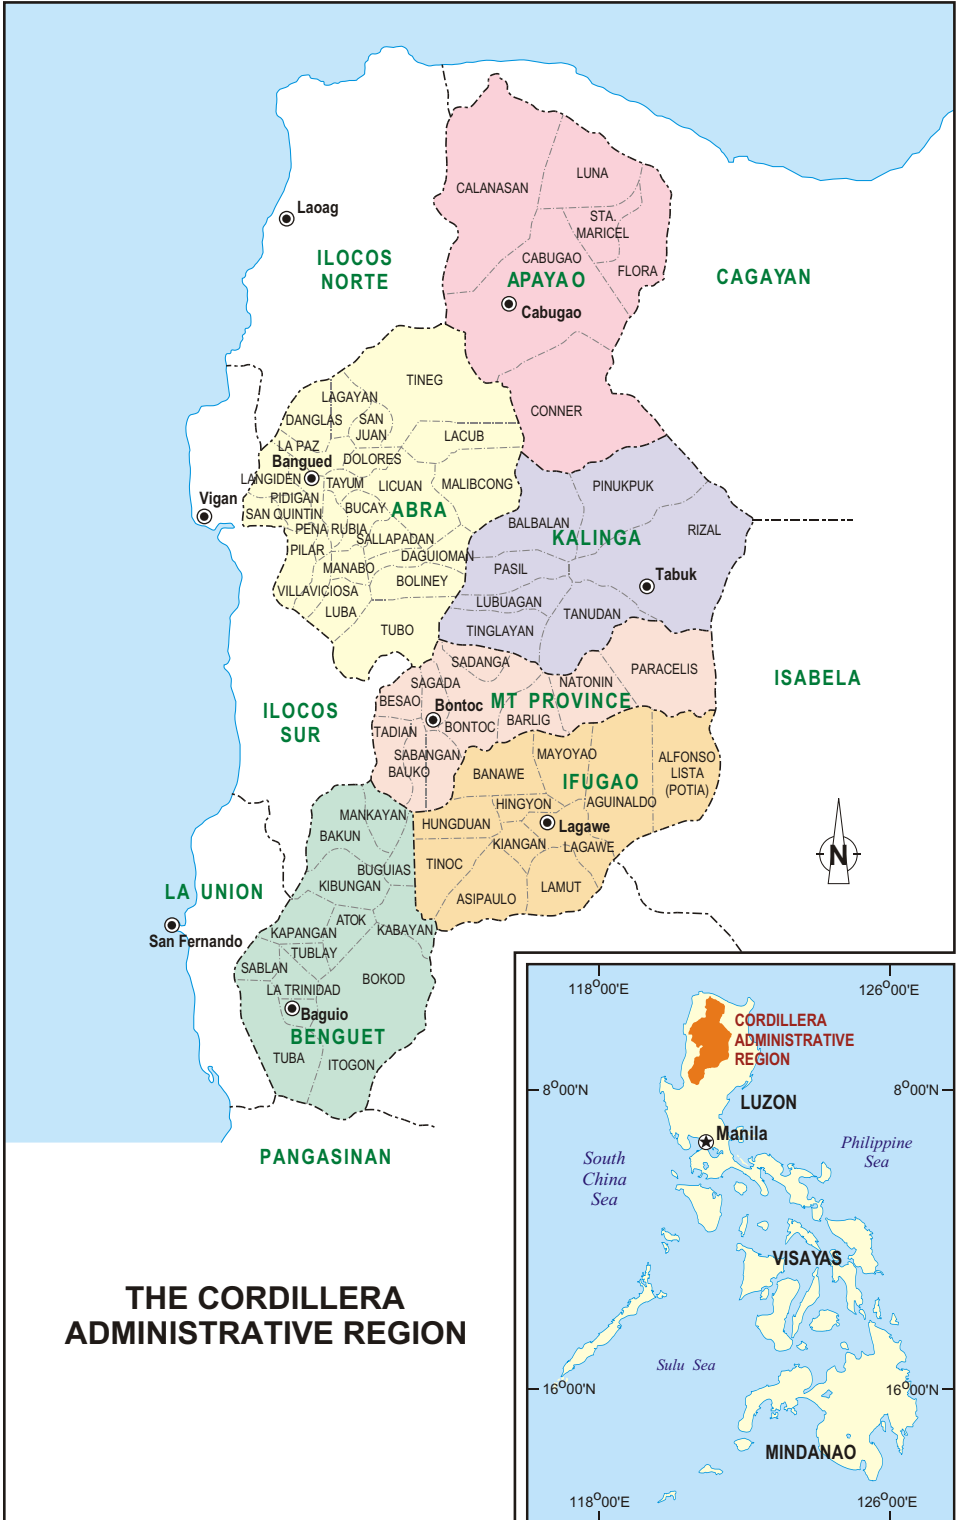 Laoag
ILOCOS
NORTE
CALANASAN
LUNA
STA.
MARICEL
CABUGAO
FLORA
APAYAO
Cabugao
CAGAYAN
CONNER
TINEG
LAGAYAN
DANGLAS
SAN
JUAN
LACUB
LA PAZ
Bangued
DOLORES
LANGIDEN
TAYUM
LICUAN
MALIBCONG
Vigan
PIDIGAN
SAN QUINTIN
BUCAY
ABRA
PENA RUBIA
SALLAPADAN
PILAR
DAGUIOMAN
MANABO
BOLINEY
VILLAVICIOSA
LUBA
TUBO
PINUKPUK
BALBALAN
KALINGA
RIZAL
PASIL
Tabuk
LUBUAGAN
TANUDAN
TINGLAYAN
ISABELA
SADANGA
PARACELIS
SAGADA
NATONIN
BESAO
MT PROVINCE
Bontoc
BONTOC
BARLIG
TADIAN
SABANGAN
BAUKO
ILOCOS
SUR
MAYOYAO
ALFONSO
LISTA
(POTIA)
BANAWE
IFUGAO
HINGYON
AGUINALDO
HUNGDUAN
Lagawe
KIANGAN
LAGAWE
TINOC
LAMUT
ASIPAULO
N
MANKAYAN
BAKUN
BUGUIAS
KIBUNGAN
LA UNION
ATOK
KAPANGAN
KABAYAN
San Fernando
TUBLAY
SABLAN
BOKOD
LA TRINIDAD
Baguio
BENGUET
TUBA
ITOGON
PANGASINAN
THE CORDILLERA
ADMINISTRATIVE REGION
118°00'E
126°00'E
CORDILLERA
ADMINISTRATIVE
REGION
8°00'N
8°00'N
LUZON
Manila
South
China
Sea
Philippine
Sea
VISAYAS
Sulu Sea
16°00'N
16°00'N
MINDANAO
118°00'E
126°00'E